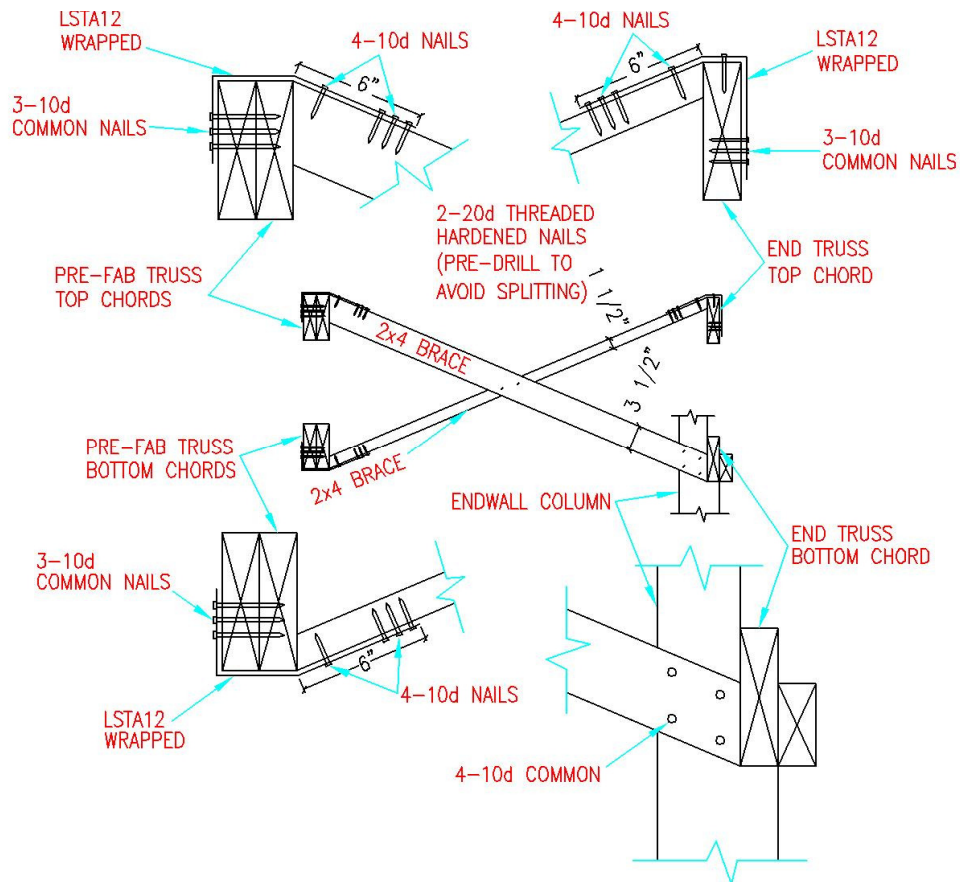 LSTA12
WRAPPED
4-10d NAILS
6"
3-10d
COMMON NAILS
4-10d NAILS
6"
LSTA12
WRAPPED
3-10d
COMMON NAILS
PRE-FAB TRUSS
TOP CHORDS
2-20d THREADED
HARDENED NAILS
(PRE-DRILL TO
AVOID SPLITTING)
END TRUSS
TOP CHORD
1 1/2"
2x4 BRACE
3 1/2"
PRE-FAB TRUSS
BOTTOM CHORDS
2x4 BRACE
ENDWALL COLUMN
END TRUSS
BOTTOM CHORD
3-10d
COMMON NAILS
6"
4-10d NAILS
LSTA12
WRAPPED
4-10d COMMON